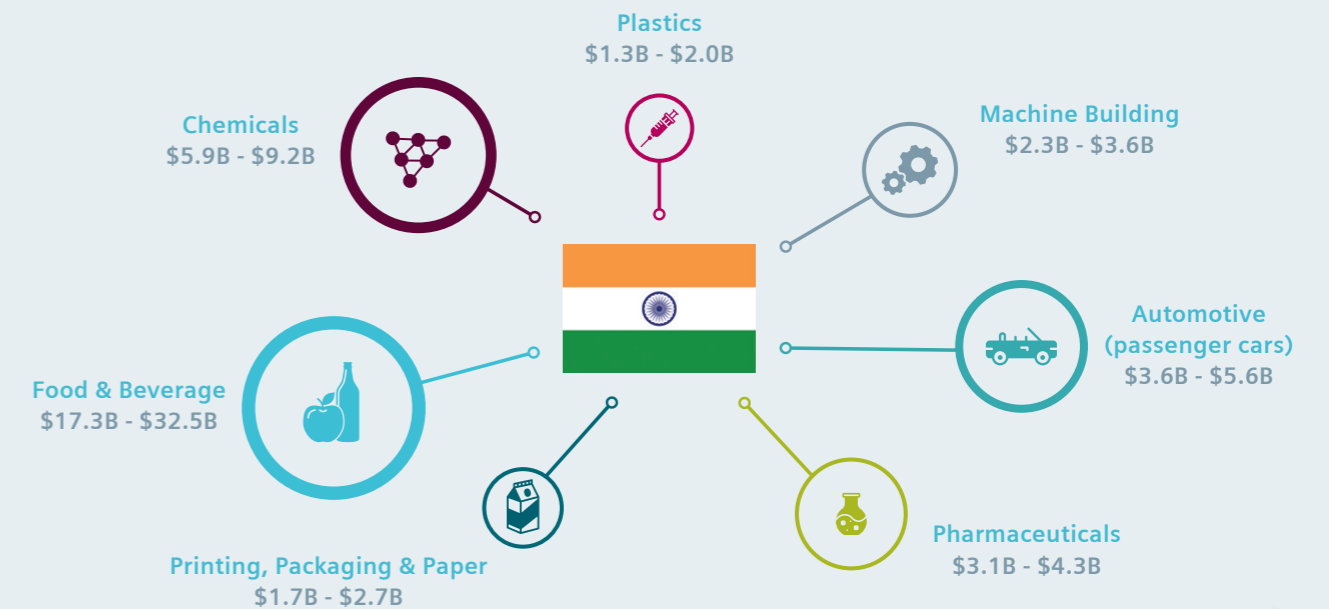 Plastics
$1.3B - $2.0B
Chemicals
$5.9B - $9.2B
Machine Building
$2.3B - $3.6B
Automotive
(passenger cars)
$3.6B - $5.6B
Food & Beverage
$17.3B - $32.5B
Pharmaceuticals
$3.1B - $4.3B
Printing, Packaging & Paper
$1.7B - $2.7B